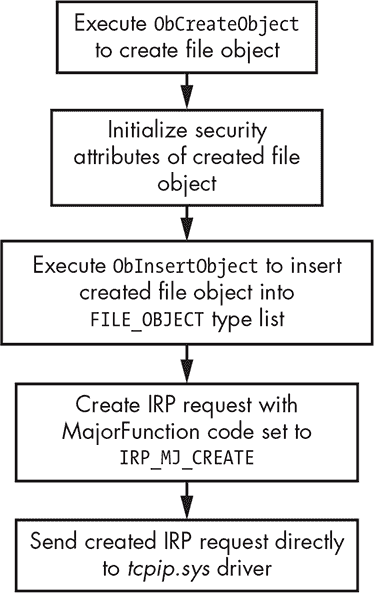 Execute ObCreateObject
to create file object
Initialize security
attributes of created file
object
Execute ObInsertObject to insert
created file object into
FILE_OBJECT type list
Create IRP request with
MajorFunction code set to
IRP_MJ_CREATE
Send created IRP request directly
to tcpip.sys driver